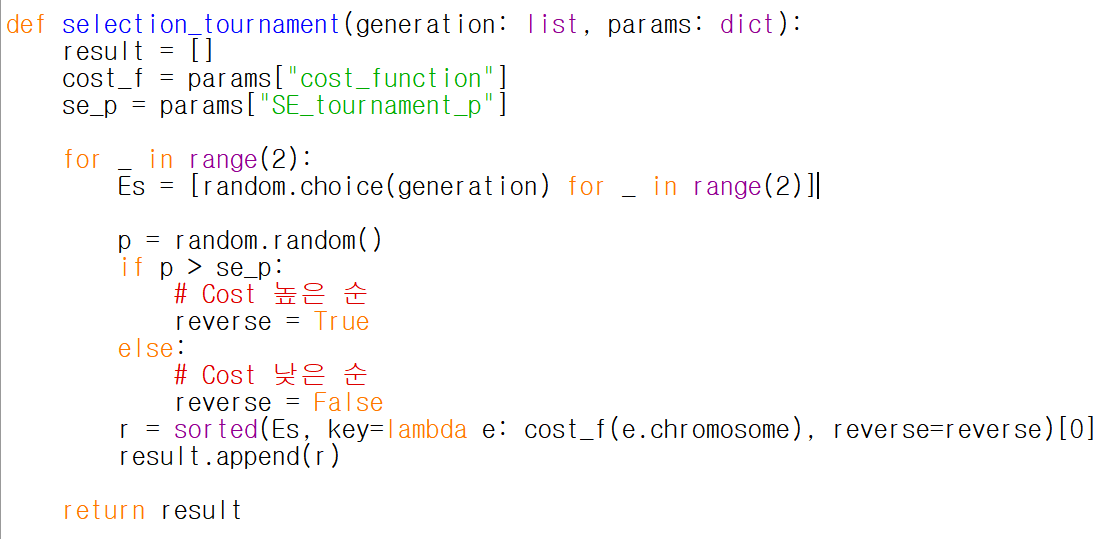 def selection_tournament(generation: list, params: dict):
    result = []
    cost_f = params["cost_function"]
    se_p = params["SE_tournament_p"]

    for _ in range(2):
        Es = [random.choice(generation) for _ in range(2)]

        p = random.random()
        if p > se_p:
            # Cost 높은 순
            reverse = True
        else:
            # Cost 낮은 순
            reverse = False
        r = sorted(Es, key=lambda e: cost_f(e.chromosome), reverse=reverse)[0]
        result.append(r)

    return result